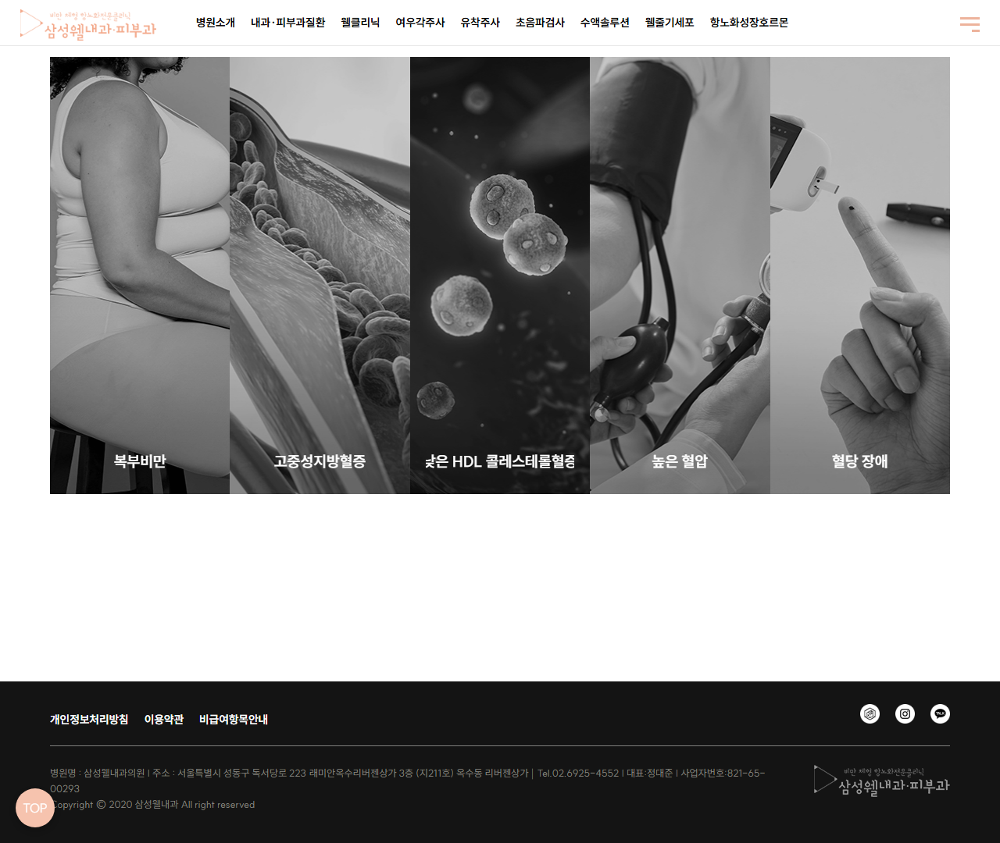 비만 체형 항노화전문클리닉
삼성웰내과·피부과
병원소개 내과·피부과질환 웰클리닉 여우각주사 유착주사 초음파검사 수액솔루션 웰줄기세포 항노화성장호르몬
복부비만
고중성지방혈증
낮은 HDL 콜레스테롤혈증
높은 혈압
혈당 장애
개인정보처리방침 이용약관 비급여항목안내
TALK
병원명 : 삼성웰내과의원 | 주소 : 서울특별시 성동구 독서당로 223 래미안옥수리버젠상가 3층 (지211호) 옥수동 리버젠상가 | Tel.02.6925-4552 | 대표:정대준 | 사업자번호:821-65-
00293
Copyright © 2020 삼성웰내과 All right reserved
비만 체형 항노화전문클리닉
삼성웰내과·피부과
TOP